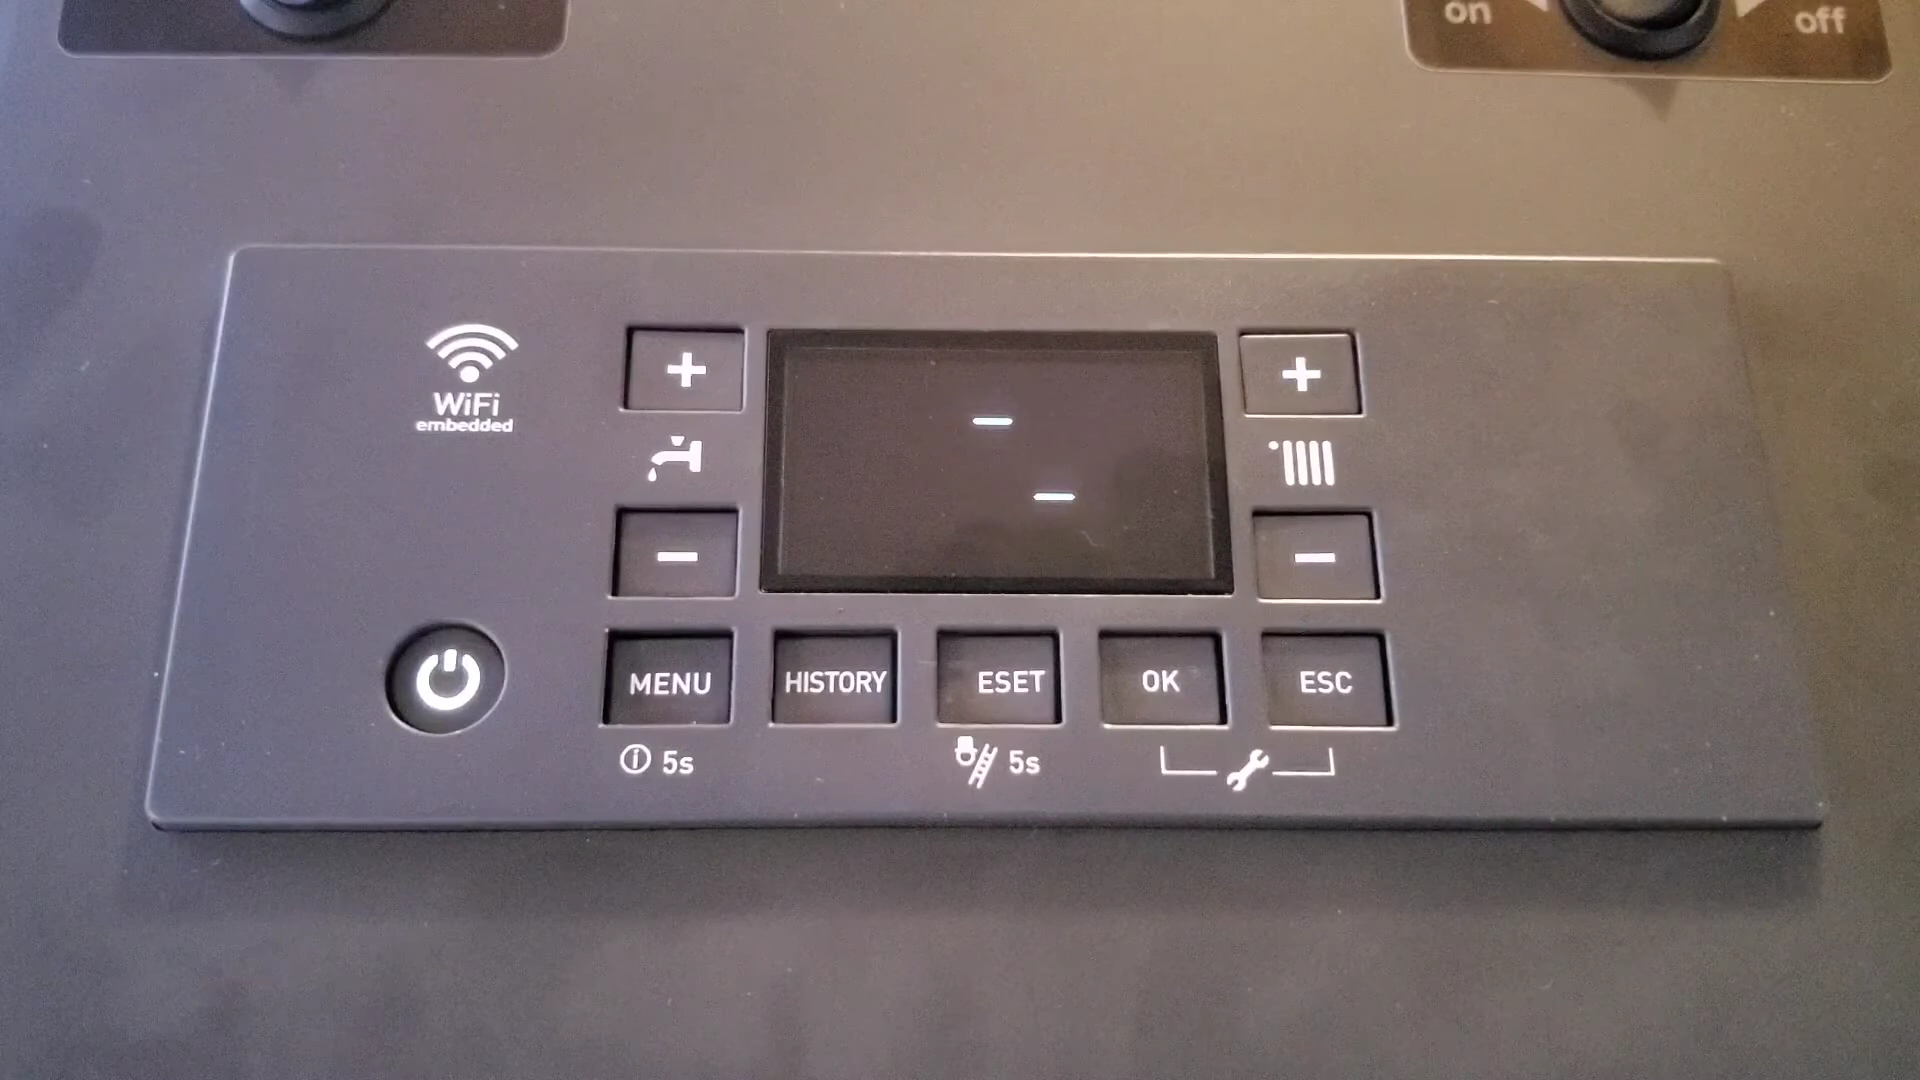 on
off
WiFi
embedded
+
+
−
−
MENU
HISTORY
ESET
OK
ESC
5s
5s